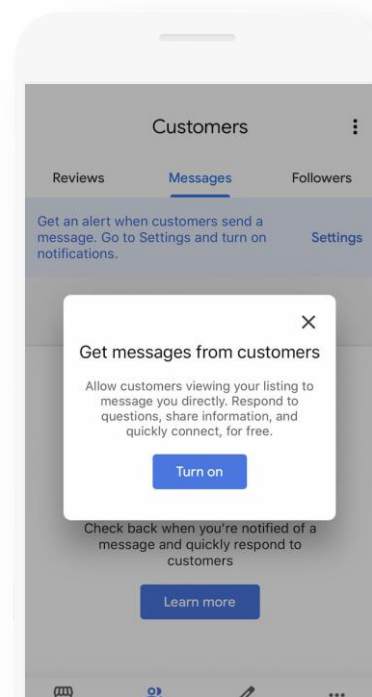 Customers
Reviews Messages Followers
Get an alert when customers send a
message. Go to Settings and turn on
notifications.
Settings
Get messages from customers
Allow customers viewing your listing to
message you directly. Respond to
questions, share information, and
quickly connect, for free.
Turn on
Check back when you're notified of a
message and quickly respond to
customers
Learn more